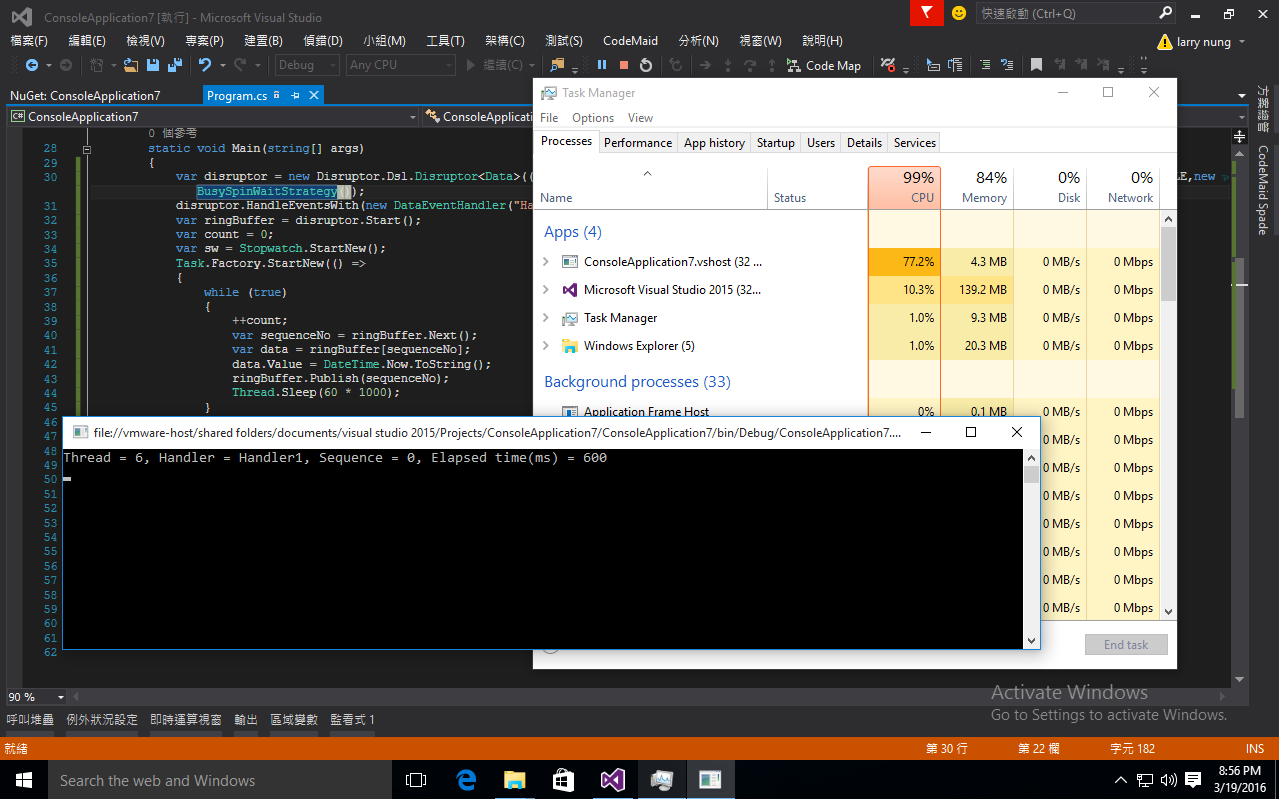 ConsoleApplication7 [執行] - Microsoft Visual Studio
快速啟動 (Ctrl+Q)
檔案(F) 編輯(E) 檢視(V) 專案(P) 建置(B) 偵錯(D) 小組(M) 工具(T) 架構(C) 測試(S) CodeMaid 分析(N) 視窗(W) 說明(H)
larry nung
Debug Any CPU 繼續(C) Code Map
NuGet: ConsoleApplication7 Program.cs
ConsoleApplication7 ConsoleApplicati
0 個參考
28 static void Main(string[] args)
29 {
30 var disruptor = new Disruptor.Dsl.Disruptor<Data>((
LE,new
BusySpinWaitStrategy());
31 disruptor.HandleEventsWith(new DataEventHandler("Ha
32 var ringBuffer = disruptor.Start();
33 var count = 0;
34 var sw = Stopwatch.StartNew();
35 Task.Factory.StartNew(() =>
36 {
37 while (true)
38 {
39 ++count;
40 var sequenceNo = ringBuffer.Next();
41 var data = ringBuffer[sequenceNo];
42 data.Value = DateTime.Now.ToString();
43 ringBuffer.Publish(sequenceNo);
44 Thread.Sleep(60 * 1000);
45 }
46
47
48
49
50
51
52
53
54
55
56
57
58
59
60
61
62
方案總管
CodeMaid Spade
Task Manager
File Options View
Processes Performance App history Startup Users Details Services
99% 84% 0% 0%
Name Status CPU Memory Disk Network
Apps (4)
ConsoleApplication7.vshost (32 ... 77.2% 4.3 MB 0 MB/s 0 Mbps
Microsoft Visual Studio 2015 (32... 10.3% 139.2 MB 0 MB/s 0 Mbps
Task Manager 1.0% 9.3 MB 0 MB/s 0 Mbps
Windows Explorer (5) 1.0% 20.3 MB 0 MB/s 0 Mbps
Background processes (33)
Application Frame Host 0% 0.1 MB 0 MB/s 0 Mbps
0 MB/s 0 Mbps
0 MB/s 0 Mbps
0 MB/s 0 Mbps
0 MB/s 0 Mbps
0 MB/s 0 Mbps
0 MB/s 0 Mbps
0 MB/s 0 Mbps
End task
file://vmware-host/shared folders/documents/visual studio 2015/Projects/ConsoleApplication7/ConsoleApplication7/bin/Debug/ConsoleApplication7....
Thread = 6, Handler = Handler1, Sequence = 0, Elapsed time(ms) = 600
90 %
Activate Windows
Go to Settings to activate Windows.
呼叫堆疊 例外狀況設定 即時運算視窗 輸出 區域變數 監看式 1
就緒 第 30 行 第 22 欄 字元 182 INS
Search the web and Windows
8:56 PM
3/19/2016